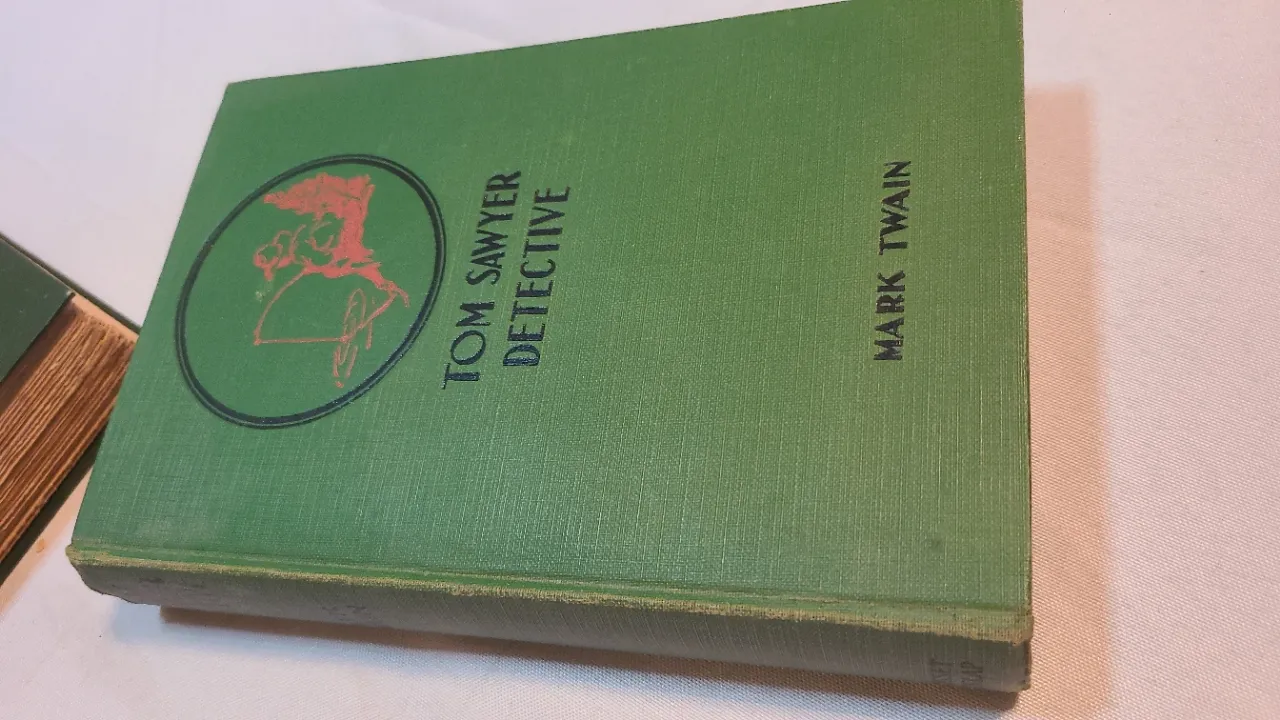 TOM SAWYER
DETECTIVE
MARK TWAIN